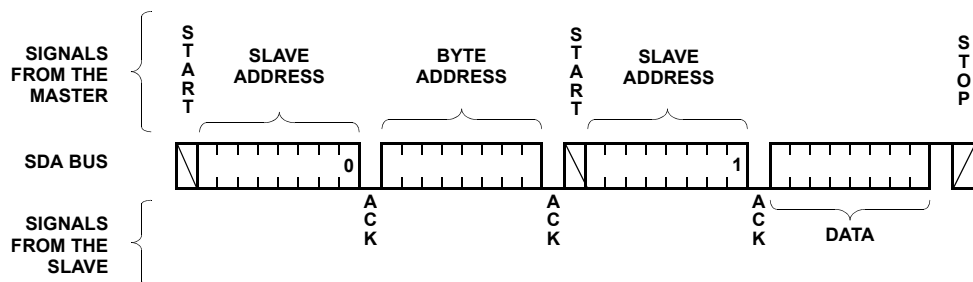 SIGNALS
FROM THE
MASTER
START
SLAVE
ADDRESS
BYTE
ADDRESS
START
SLAVE
ADDRESS
STOP
SDA BUS
0
1
SIGNALS
FROM THE
SLAVE
ACK
ACK
ACK
DATA